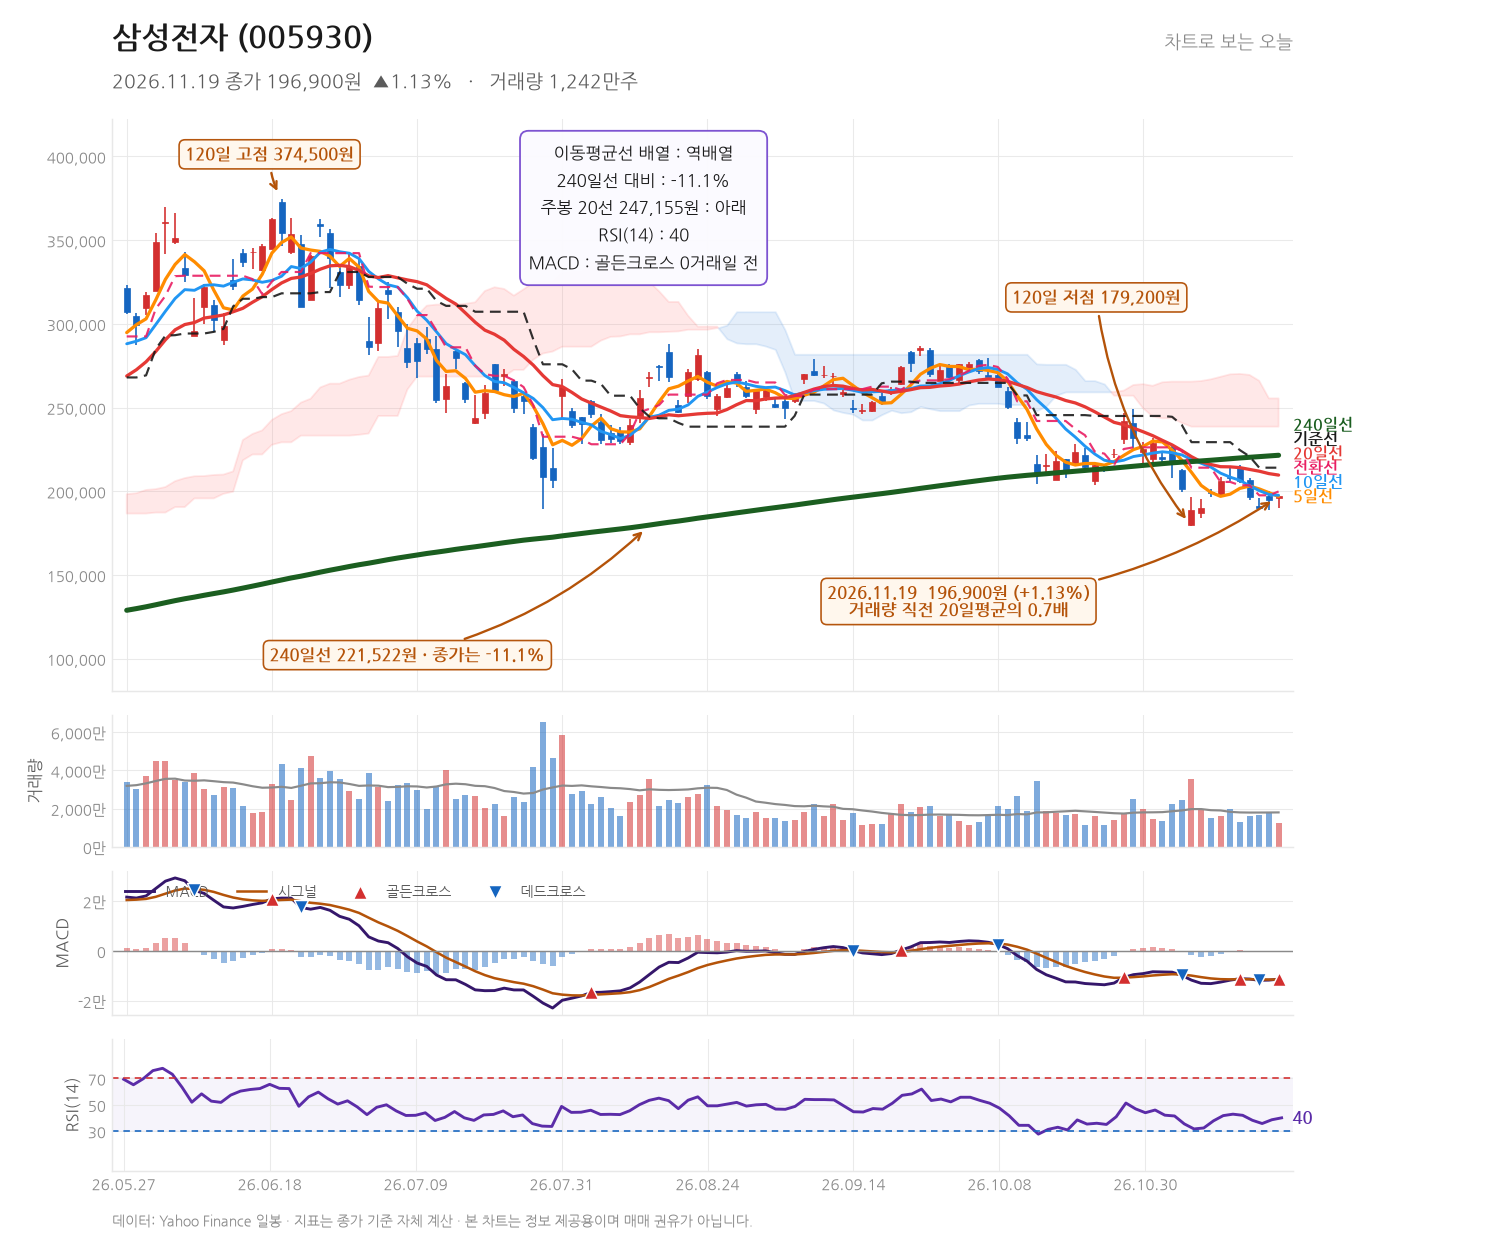 삼성전자 (005930)
차트로 보는 오늘
2026.11.19 종가 196,900원 ▲1.13% · 거래량 1,242만주
400,000
350,000
300,000
250,000
200,000
150,000
100,000
120일 고점 374,500원
이동평균선 배열 : 역배열
240일선 대비 : -11.1%
주봉 20선 247,155원 : 아래
RSI(14) : 40
MACD : 골든크로스 0거래일 전
120일 저점 179,200원
240일선
기준선
20일선
전환선
10일선
5일선
2026.11.19 196,900원 (+1.13%)
거래량 직전 20일평균의 0.7배
240일선 221,522원 · 종가는 -11.1%
거래량
6,000만
4,000만
2,000만
0만
MACD
2만
0
-2만
MACD
시그널
골든크로스
데드크로스
RSI(14)
70
50
30
40
26.05.27
26.06.18
26.07.09
26.07.31
26.08.24
26.09.14
26.10.08
26.10.30
데이터: Yahoo Finance 일봉 · 지표는 종가 기준 자체 계산 · 본 차트는 정보 제공용이며 매매 권유가 아닙니다.